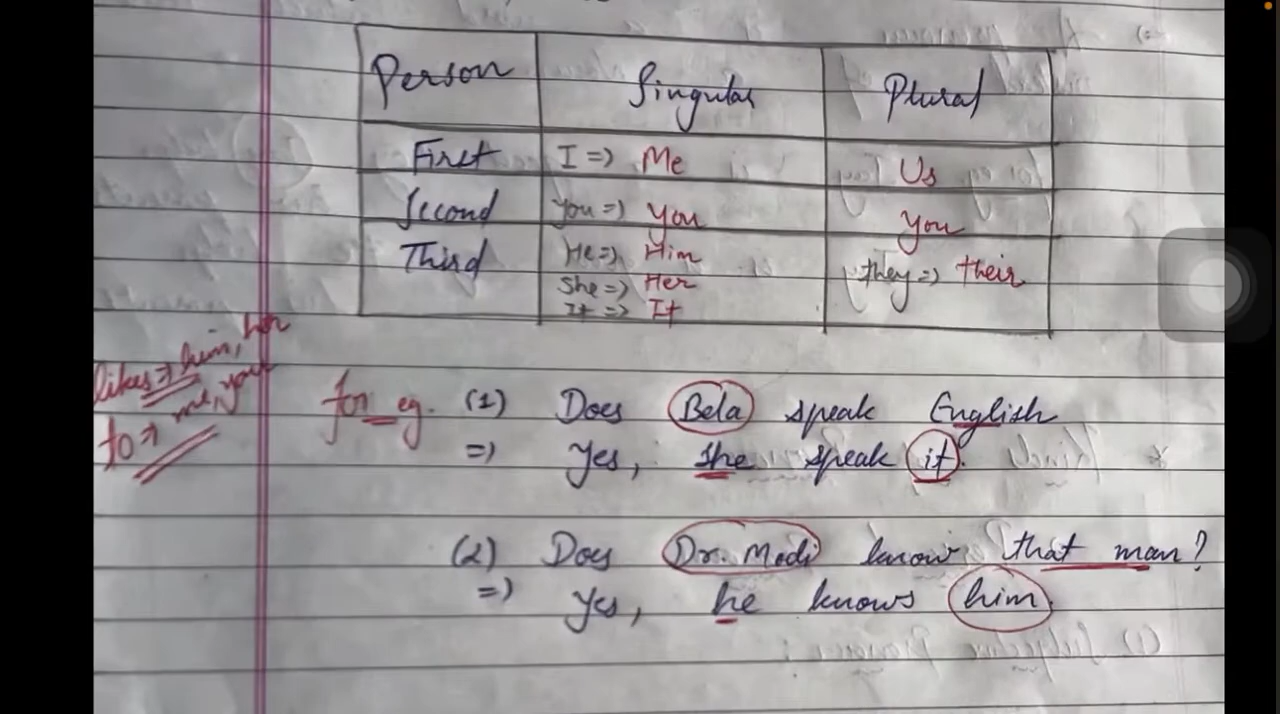 Person Singular Plural
First I => Me Us
Second You => You You
Third He => Him they => their
She => Her
It => It
likes => him, her
to => me, you
for eg. (1) Does Bela speak English
=> Yes, she speak it.
(2) Does Dr. Modi know that man?
=> Yes, he knows him.